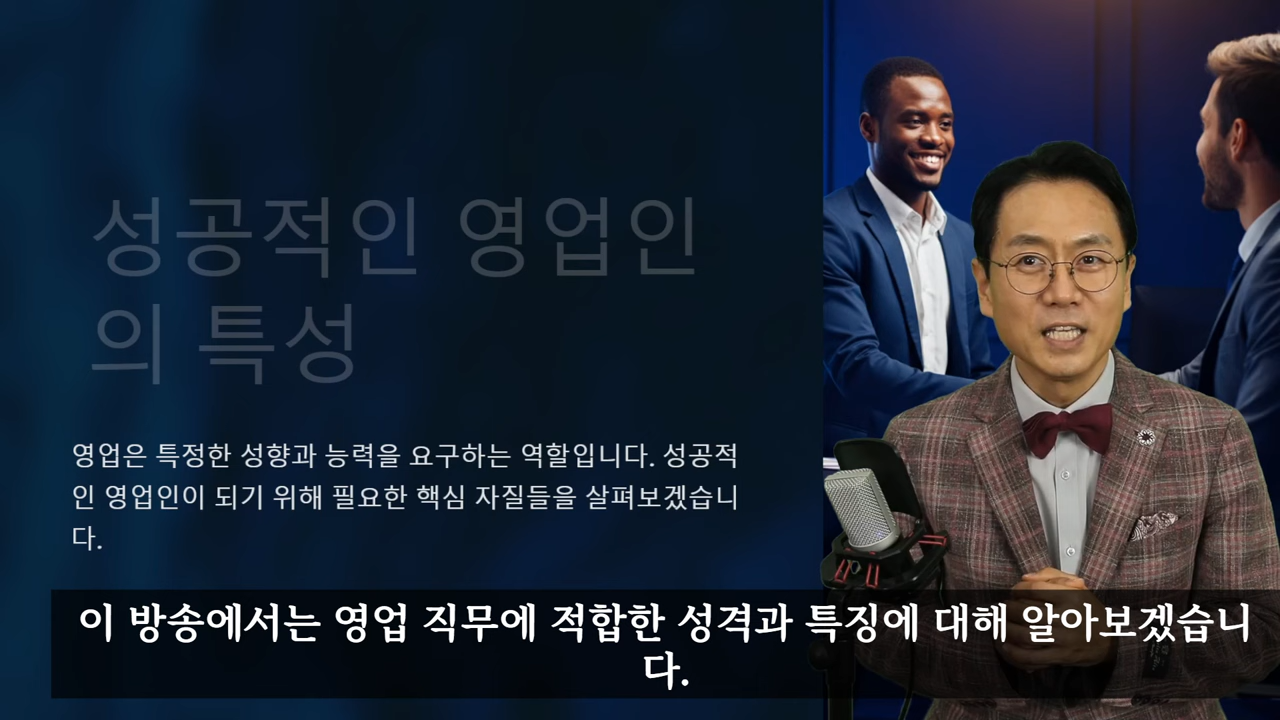 성공적인 영업인
의 특성
영업은 특정한 성향과 능력을 요구하는 역할입니다. 성공적
인 영업인이 되기 위해 필요한 핵심 자질들을 살펴보겠습니
다.
이 방송에서는 영업 직무에 적합한 성격과 특징에 대해 알아보겠습니
다.